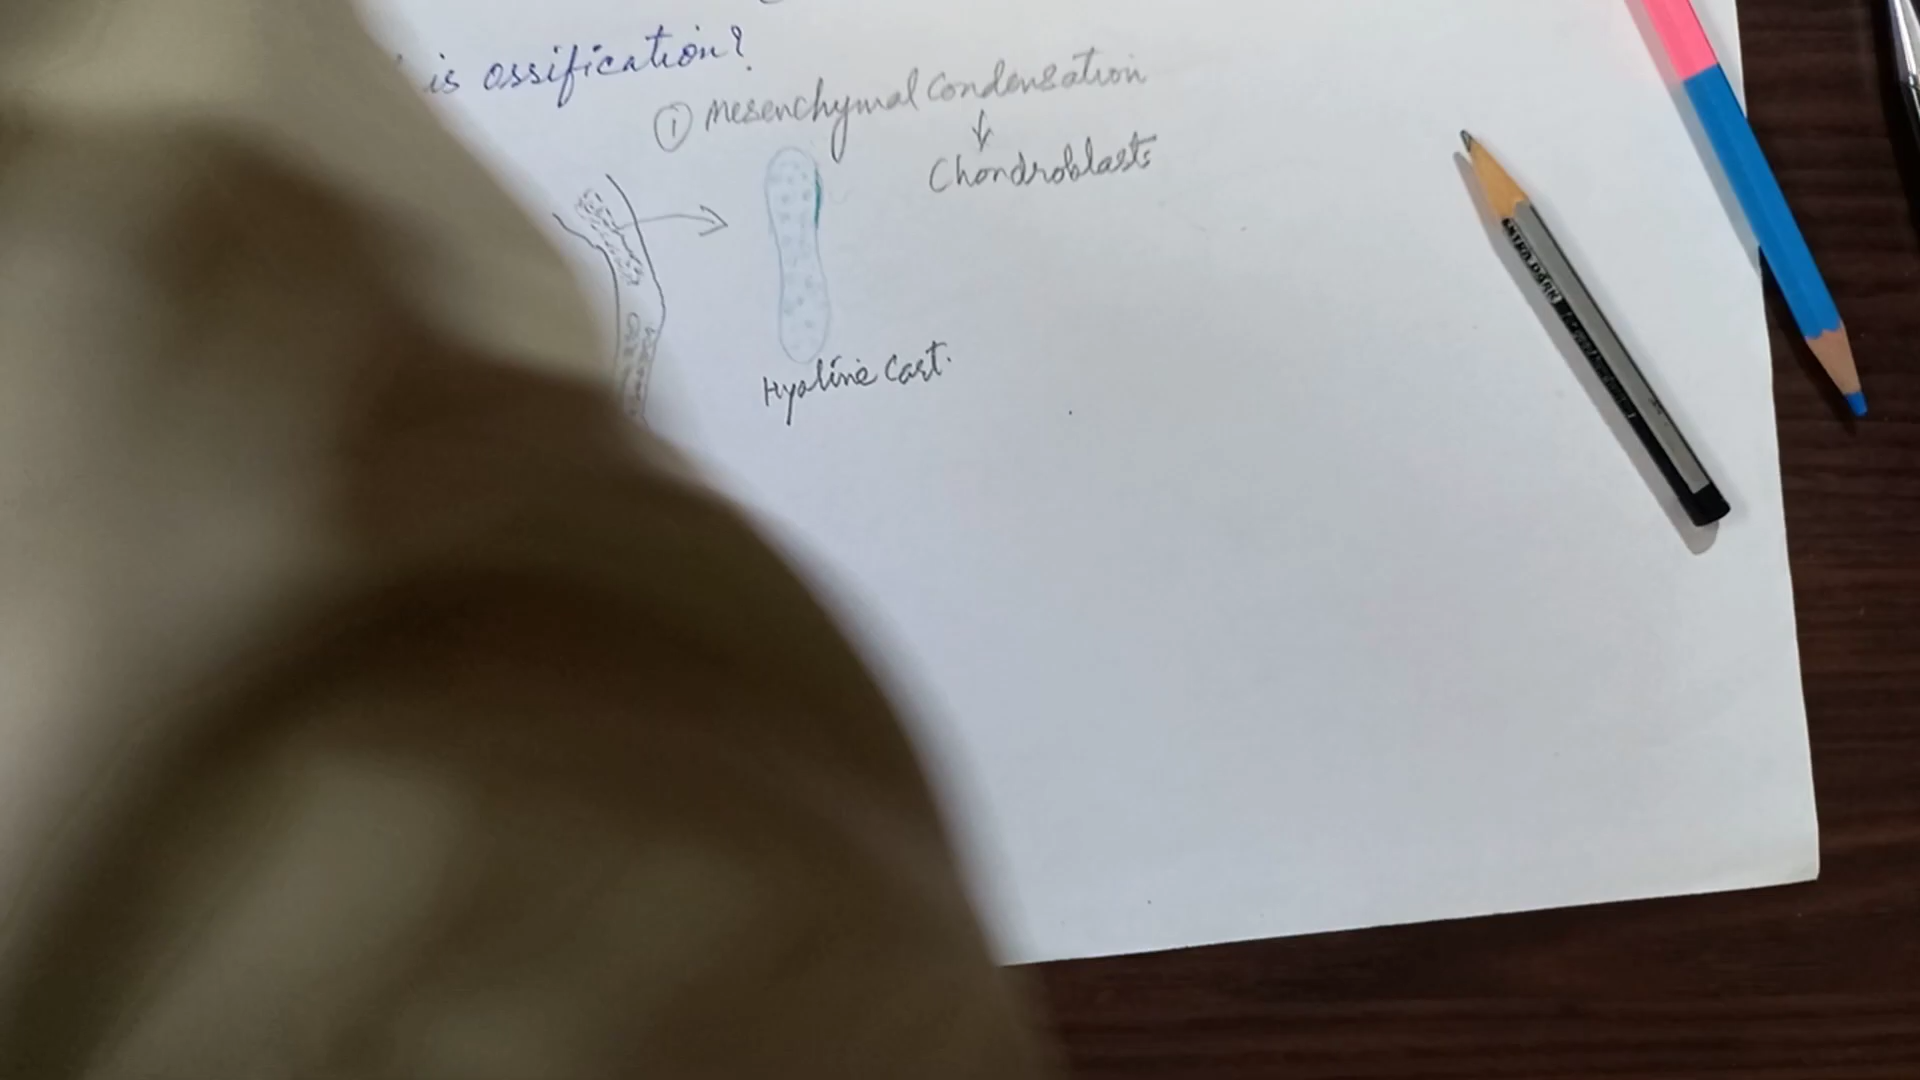 is ossification?
① Mesenchymal Condensation
↓
Chondroblasts
Hyaline Cart.